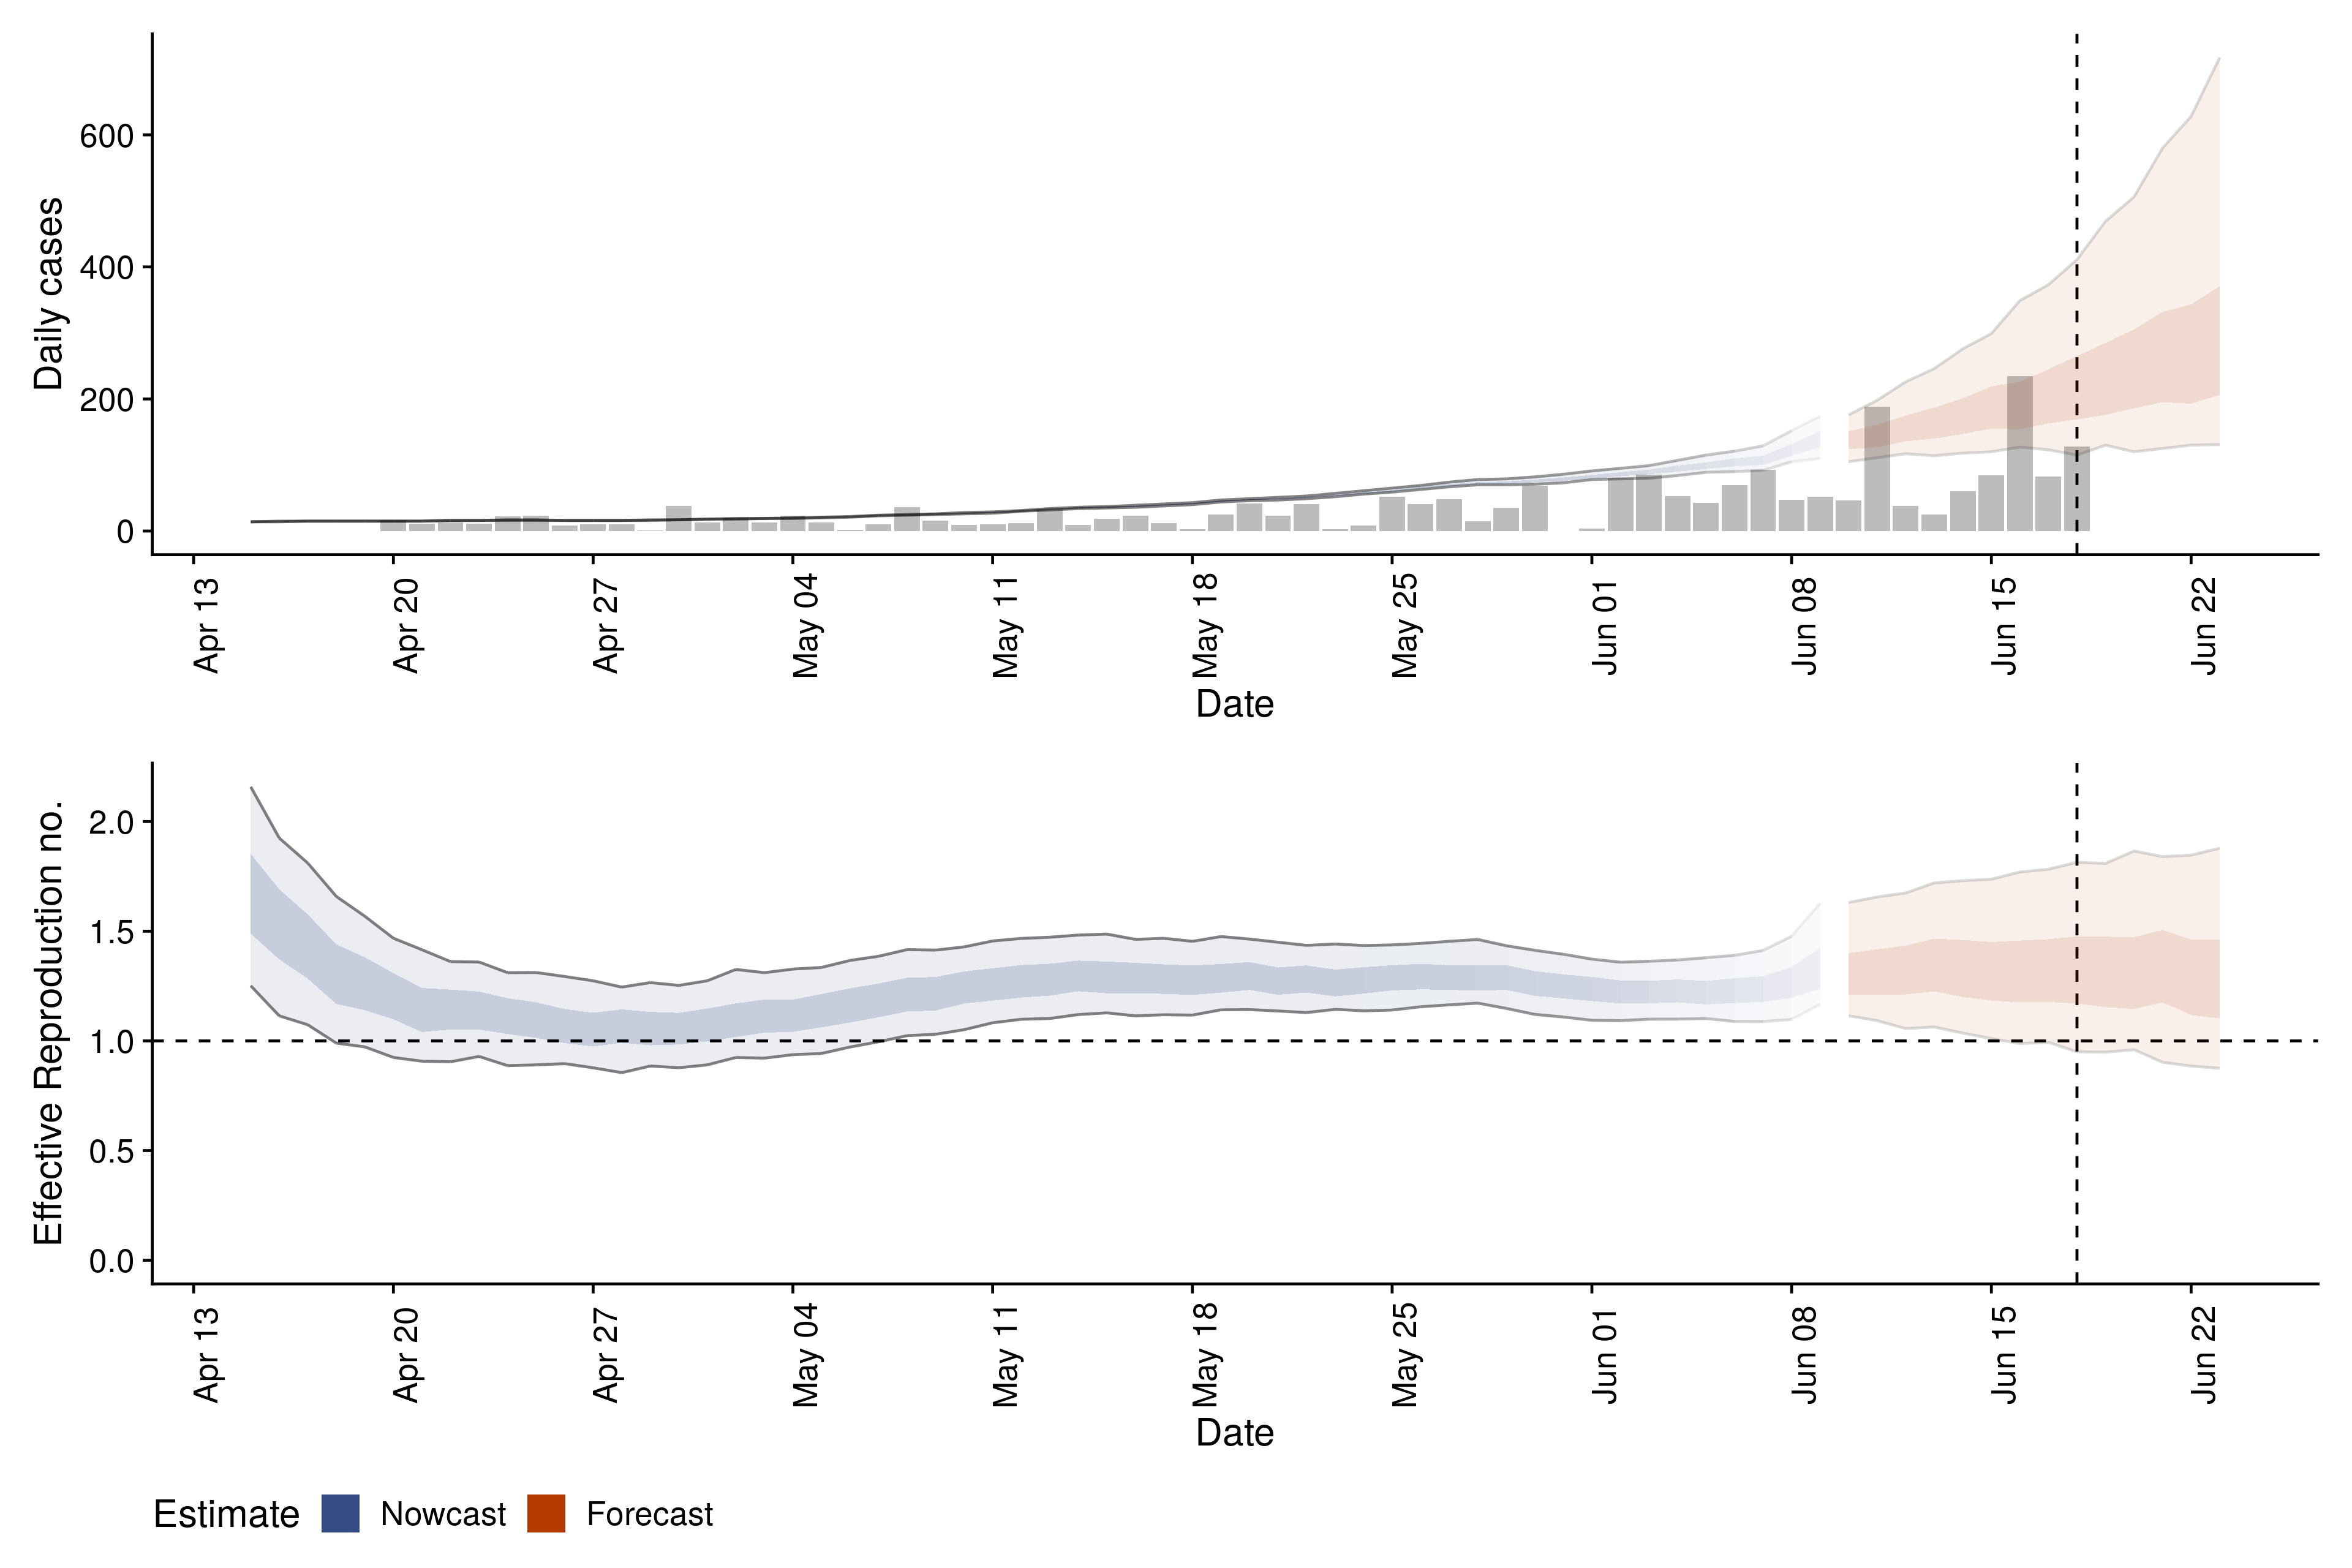 Daily cases
600
400
200
0
Apr 13
Apr 20
Apr 27
May 04
May 11
May 18
May 25
Jun 01
Jun 08
Jun 15
Jun 22
Date
Effective Reproduction no.
2.0
1.5
1.0
0.5
0.0
Apr 13
Apr 20
Apr 27
May 04
May 11
May 18
May 25
Jun 01
Jun 08
Jun 15
Jun 22
Date
Estimate Nowcast Forecast